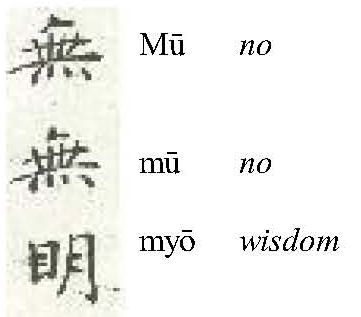 無 Mū no
無 mū no
明 myō wisdom